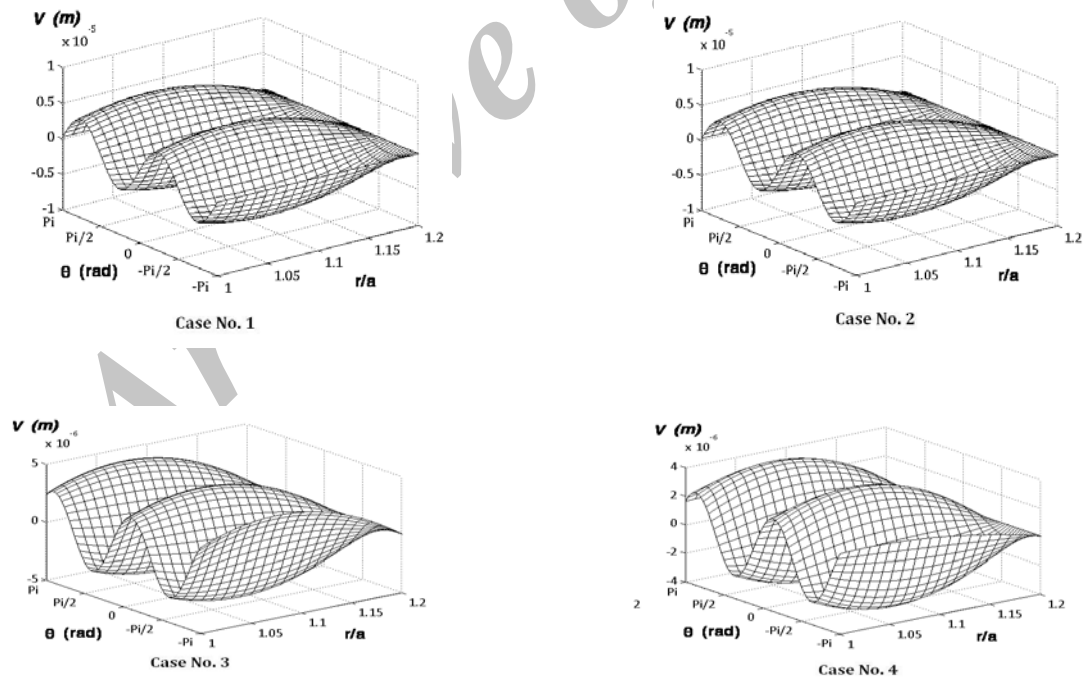 V (m)
x 10 -5
1
0.5
0
-0.5
-1
Pi
Pi/2
0
-Pi/2
-Pi
θ (rad)
1
1.05
1.1
1.15
1.2
r/a
Case No. 1
V (m)
x 10 -5
1
0.5
0
-0.5
-1
Pi
Pi/2
0
-Pi/2
-Pi
θ (rad)
1
1.05
1.1
1.15
1.2
r/a
Case No. 2
V (m)
x 10 -6
5
0
-5
Pi
Pi/2
0
-Pi/2
-Pi
θ (rad)
1
1.05
1.1
1.15
1.2
r/a
Case No. 3
V (m)
x 10 -6
4
2
0
-2
-4
2
Pi
Pi/2
0
-Pi/2
-Pi
θ (rad)
1
1.05
1.1
1.15
1.2
r/a
Case No. 4